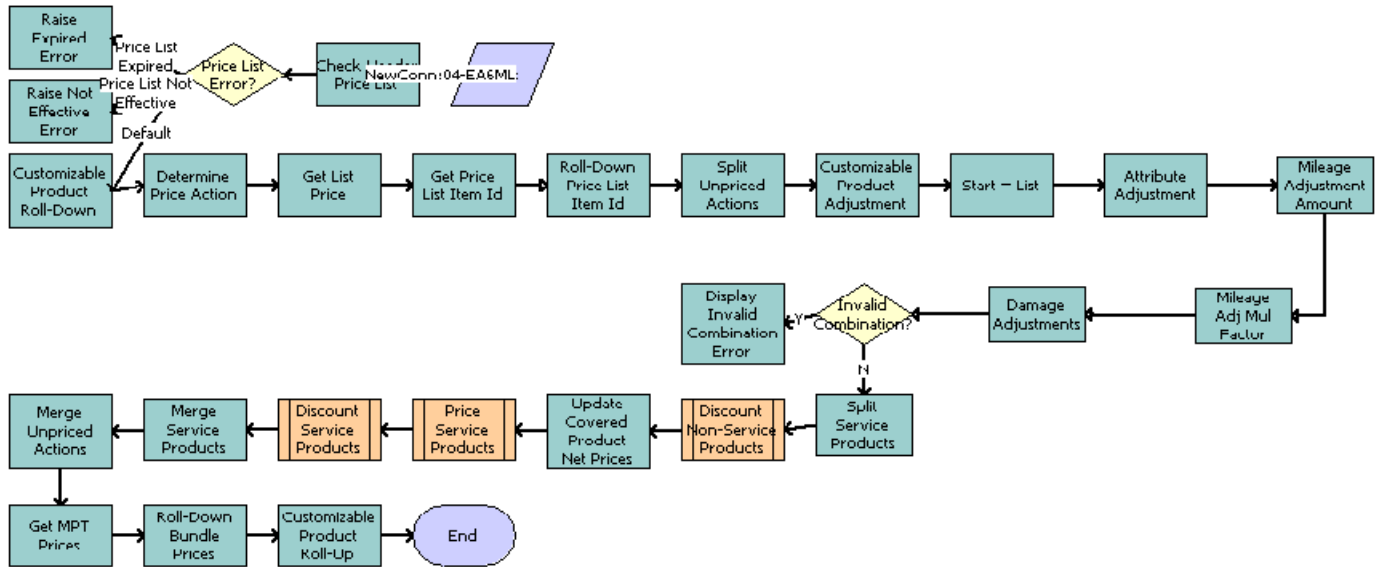 Raise
Expired
Error
Price List
Expired
Price List Not
Effective
Default
Price List
Error?
Check
Price List
NewConn:04-EA6ML:
Raise Not
Effective
Error
Customizable
Product
Roll-Down
Determine
Price Action
Get List
Price
Get Price
List Item Id
Roll-Down
Price List
Item Id
Split
Unpriced
Actions
Customizable
Product
Adjustment
Start – List
Attribute
Adjustment
Mileage
Adjustment
Amount
Display
Invalid
Combination
Error
Y
Invalid
Combination?
N
Damage
Adjustments
Mileage
Adj Mul
Factor
Merge
Unpriced
Actions
Merge
Service
Products
Discount
Service
Products
Price
Service
Products
Update
Covered
Product
Net Prices
Discount
Non-Service
Products
Split
Service
Products
Get MPT
Prices
Roll-Down
Bundle
Prices
Customizable
Product
Roll-Up
End